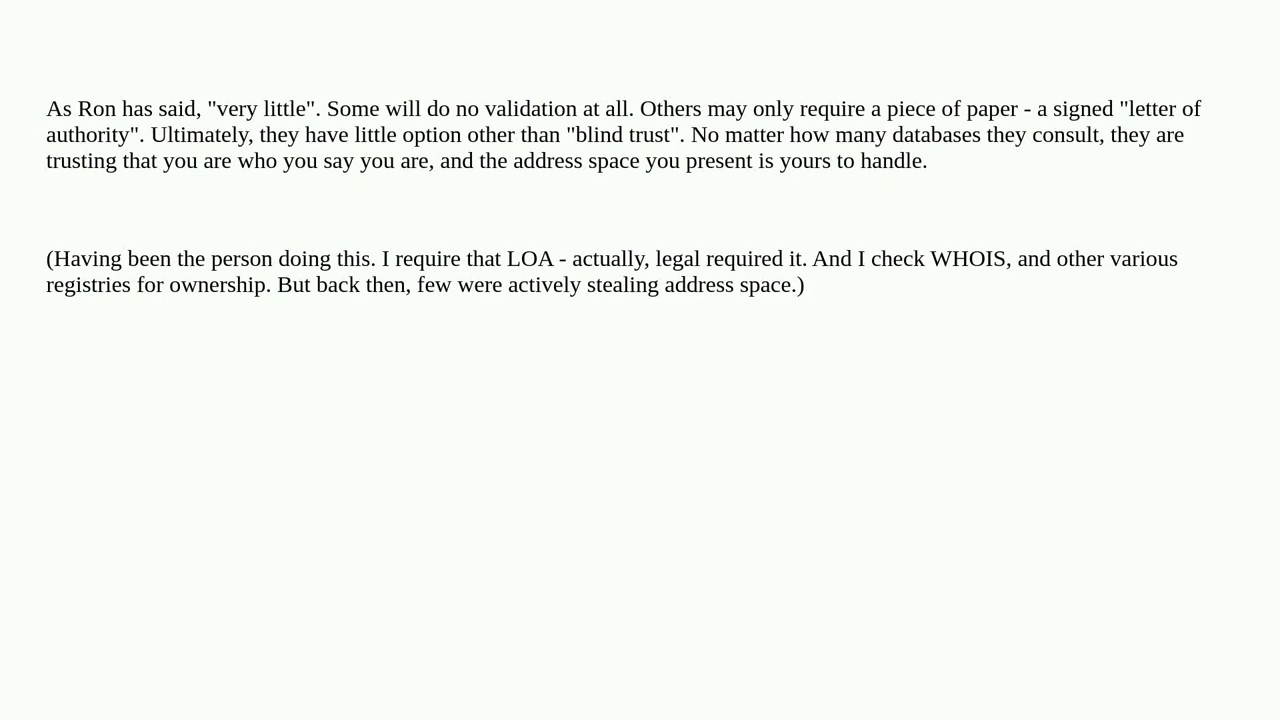 As Ron has said, "very little". Some will do no validation at all. Others may only require a piece of paper - a signed "letter of
authority". Ultimately, they have little option other than "blind trust". No matter how many databases they consult, they are
trusting that you are who you say you are, and the address space you present is yours to handle.
(Having been the person doing this. I require that LOA - actually, legal required it. And I check WHOIS, and other various
registries for ownership. But back then, few were actively stealing address space.)